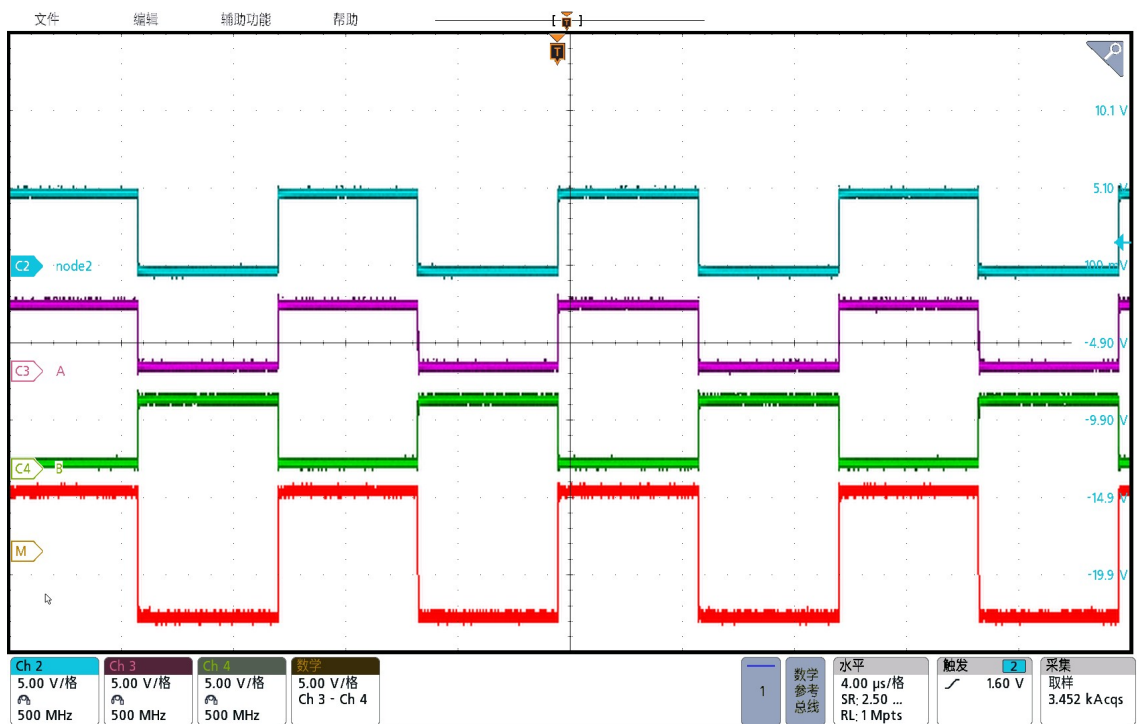 文件 编辑 辅助功能 帮助
[ T ]
T
10.1 V
5.10 V
C2 node2
100 mV
C3 A
-4.90 V
-9.90 V
C4 B
-14.9 V
M
-19.9 V
Ch 2
5.00 V/格
500 MHz
Ch 3
5.00 V/格
500 MHz
Ch 4
5.00 V/格
500 MHz
数学
5.00 V/格
Ch 3 - Ch 4
1
数学
参考
总线
水平
4.00 µs/格
SR: 2.50 ...
RL: 1 Mpts
触发 2
1.60 V
采集
取样
3.452 kAcqs